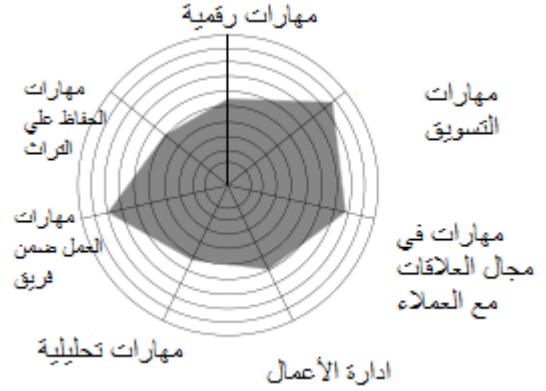 مهارات رقمية
مهارات
التسويق
مهارات في
مجال العلاقات
مع العملاء
ادارة الأعمال
مهارات تحليلية
مهارات
العمل ضمن
فريق
مهارات
الحفاظ علي
التراث